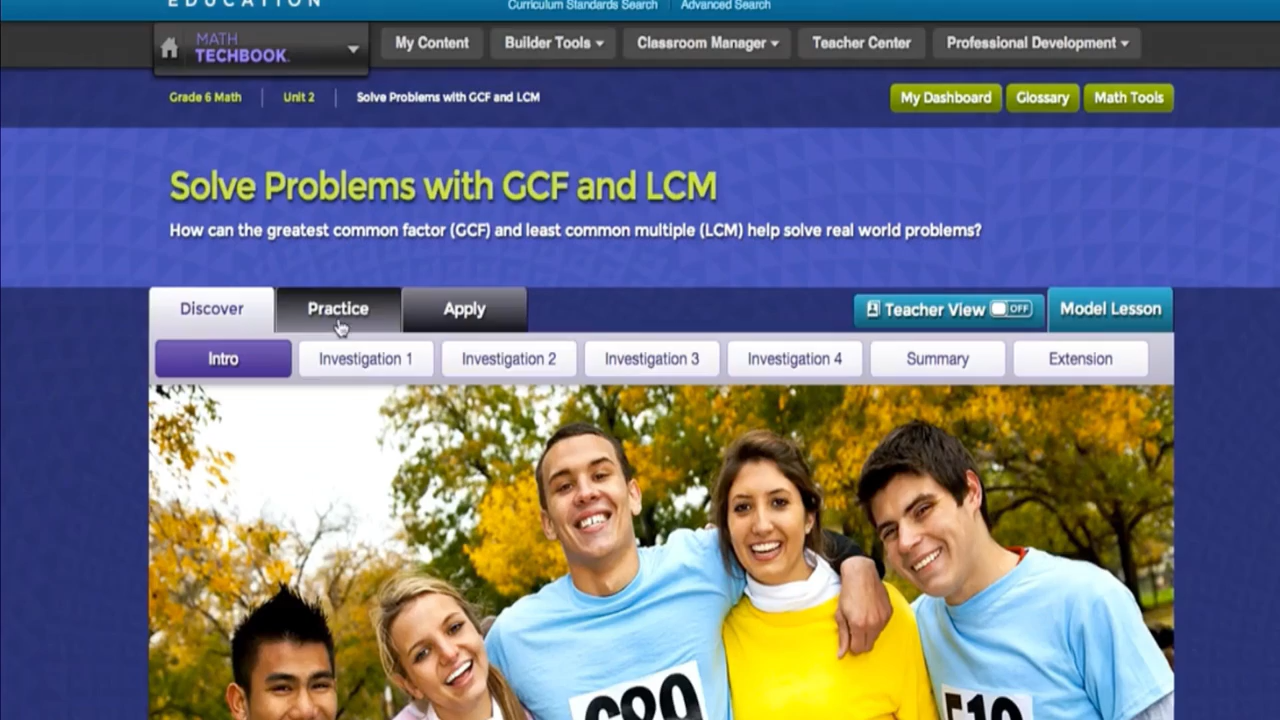 EDUCATION
Curriculum Standards Search | Advanced Search
MATH
TECHBOOK
My Content
Builder Tools
Classroom Manager
Teacher Center
Professional Development
Grade 6 Math | Unit 2 | Solve Problems with GCF and LCM
My Dashboard
Glossary
Math Tools
Solve Problems with GCF and LCM
How can the greatest common factor (GCF) and least common multiple (LCM) help solve real world problems?
Discover
Practice
Apply
Teacher View OFF
Model Lesson
Intro
Investigation 1
Investigation 2
Investigation 3
Investigation 4
Summary
Extension
689
510